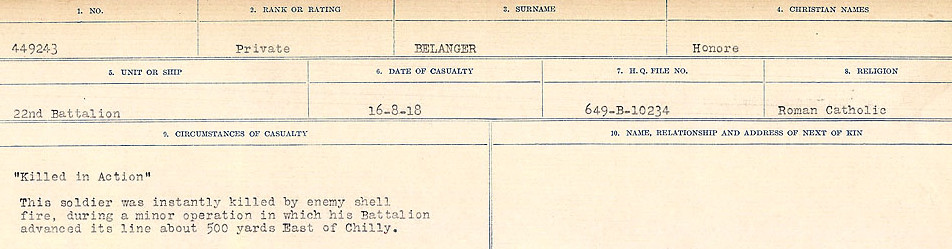 1. NO. 2. RANK OR RATING 3. SURNAME 4. CHRISTIAN NAMES
449243 Private BELANGER Honore
5. UNIT OR SHIP 6. DATE OF CASUALTY 7. H.Q. FILE NO. 8. RELIGION
22nd Battalion 16-8-18 649-B-10234 Roman Catholic
9. CIRCUMSTANCES OF CASUALTY 10. NAME, RELATIONSHIP AND ADDRESS OF NEXT OF KIN
"Killed in Action"
This soldier was instantly killed by enemy shell
fire, during a minor operation in which his Battalion
advanced its line about 500 yards East of Chilly.